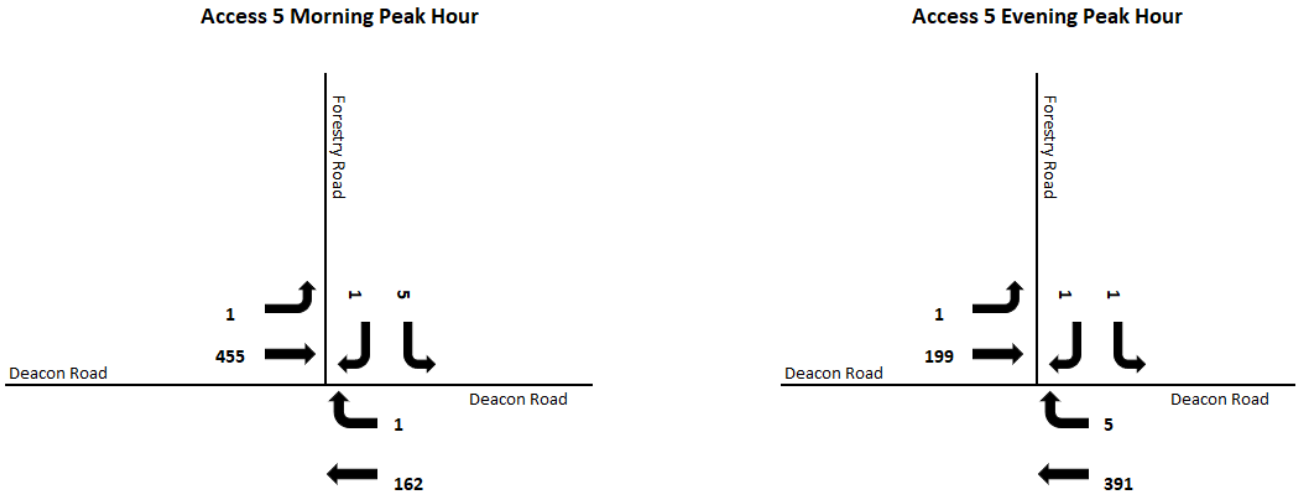 Access 5 Morning Peak Hour
Forestry Road
1
5
1
455
Deacon Road
Deacon Road
1
162
Access 5 Evening Peak Hour
Forestry Road
1
1
1
199
Deacon Road
Deacon Road
5
391